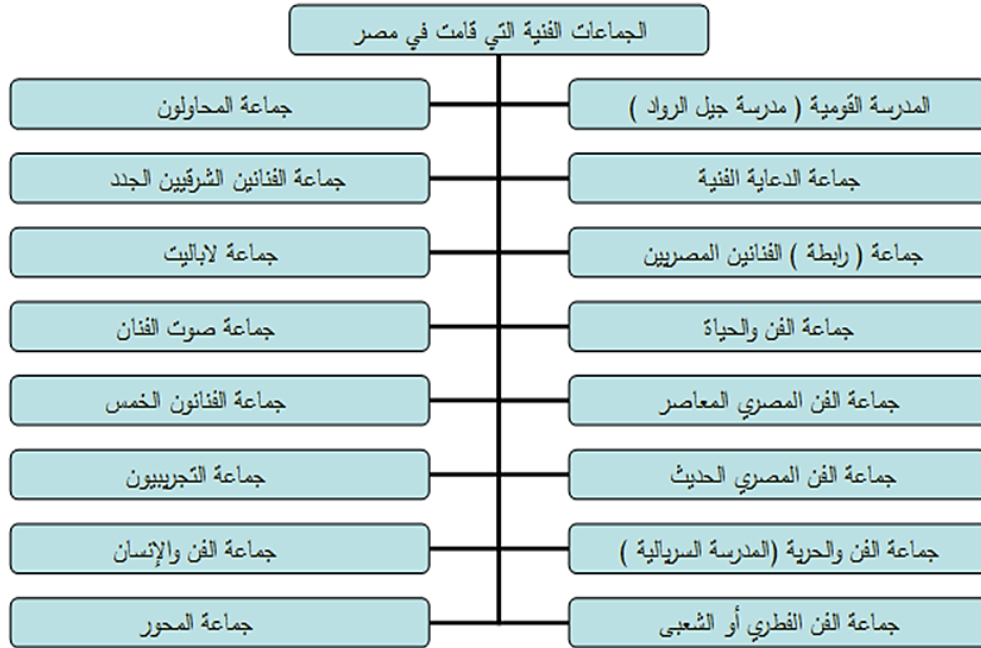 الجماعات الفنية التي قامت في مصر
المدرسة القومية ( مدرسة جيل الرواد )
جماعة المحاولون
جماعة الدعاية الفنية
جماعة الفنانين الشرقيين الجدد
جماعة ( رابطة ) الفنانين المصريين
جماعة لاباليت
جماعة الفن والحياة
جماعة صوت الفنان
جماعة الفن المصري المعاصر
جماعة الفنانون الخمس
جماعة الفن المصري الحديث
جماعة التجريبيون
جماعة الفن والحرية (المدرسة السريالية )
جماعة الفن والإنسان
جماعة الفن الفطري أو الشعبى
جماعة المحور